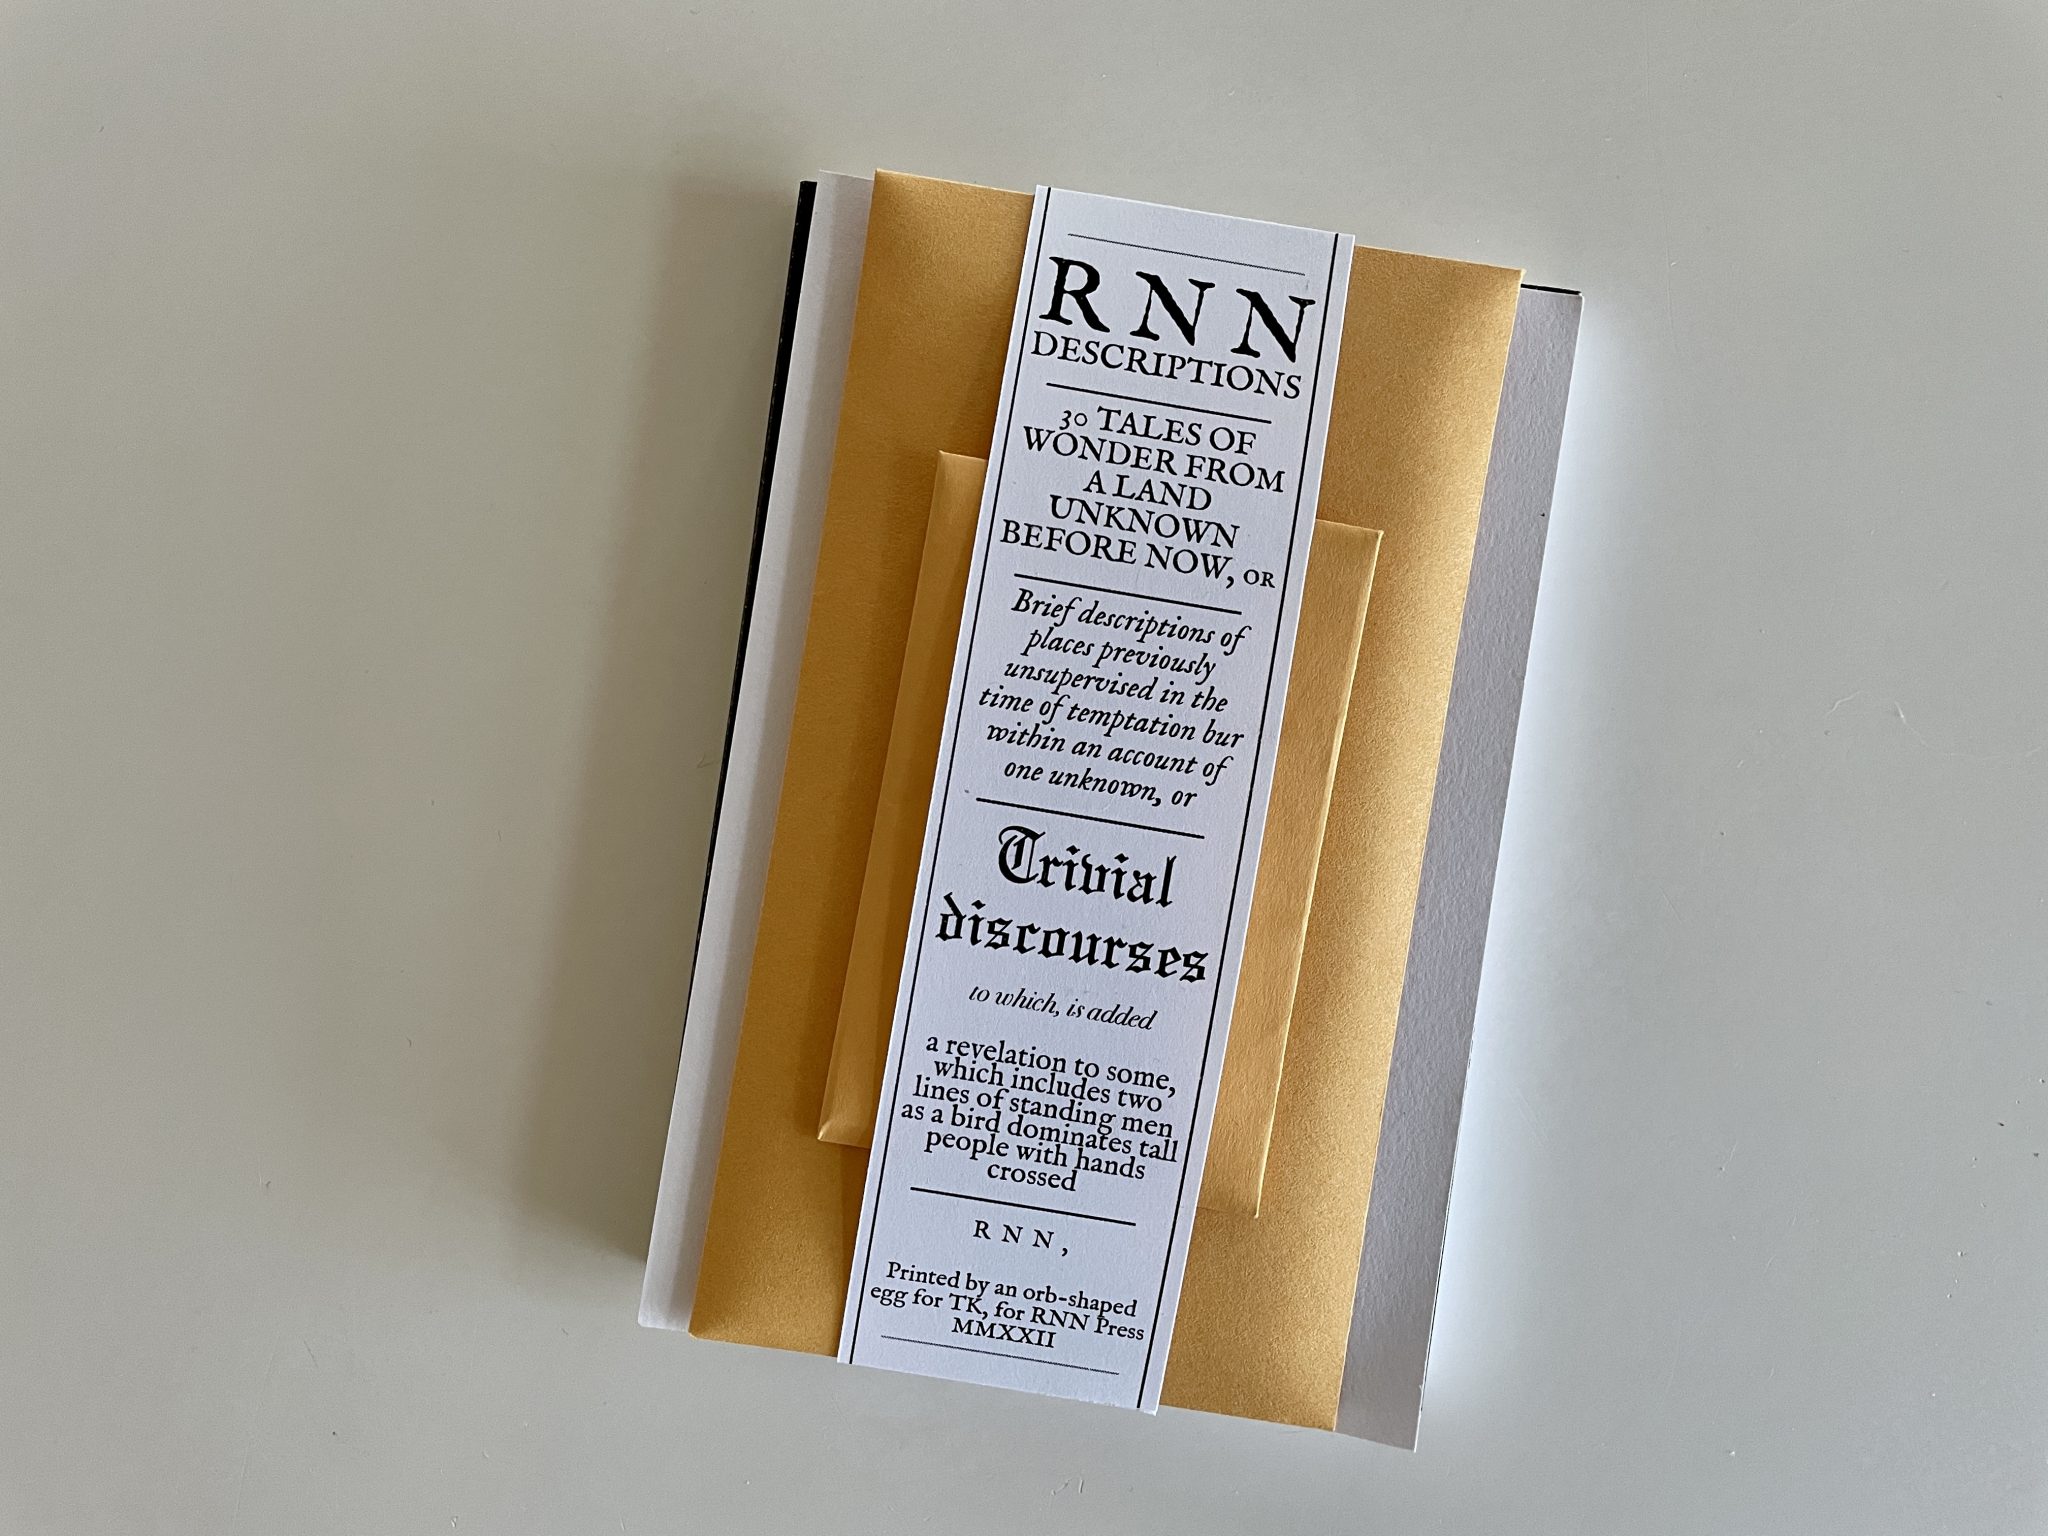 RNN
DESCRIPTIONS
30 TALES OF
WONDER FROM
A LAND
UNKNOWN
BEFORE NOW, OR
Brief descriptions of
places previously
unsupervised in the
time of temptation bur
within an account of
one unknown, or
Trivial
discourses
to which, is added
a revelation to some,
which includes two
lines of standing men
as a bird dominates tall
people with hands
crossed
RNN,
Printed by an orb-shaped
egg for TK, for RNN Press
MMXXII